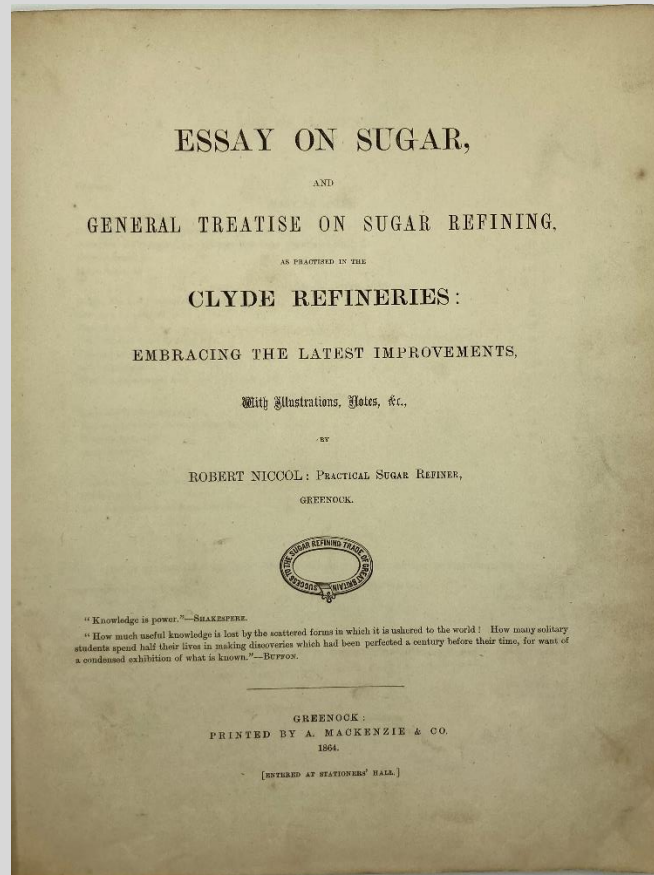 ESSAY ON SUGAR,
AND
GENERAL TREATISE ON SUGAR REFINING,
AS PRACTISED IN THE
CLYDE REFINERIES:
EMBRACING THE LATEST IMPROVEMENTS,
With Illustrations, Notes, &c.,
BY
ROBERT NICCOL: PRACTICAL SUGAR REFINER,
GREENOCK.
SUCCESS TO THE SUGAR REFINING TRADE OF GREAT BRITAIN
"Knowledge is power."—SHAKESPERE.
"How much useful knowledge is lost by the scattered forms in which it is ushered to the world! How many solitary
students spend half their lives in making discoveries which had been perfected a century before their time, for want of
a condensed exhibition of what is known."—BUFFON.
GREENOCK:
PRINTED BY A. MACKENZIE & CO.
1864.
[ENTERED AT STATIONERS' HALL.]